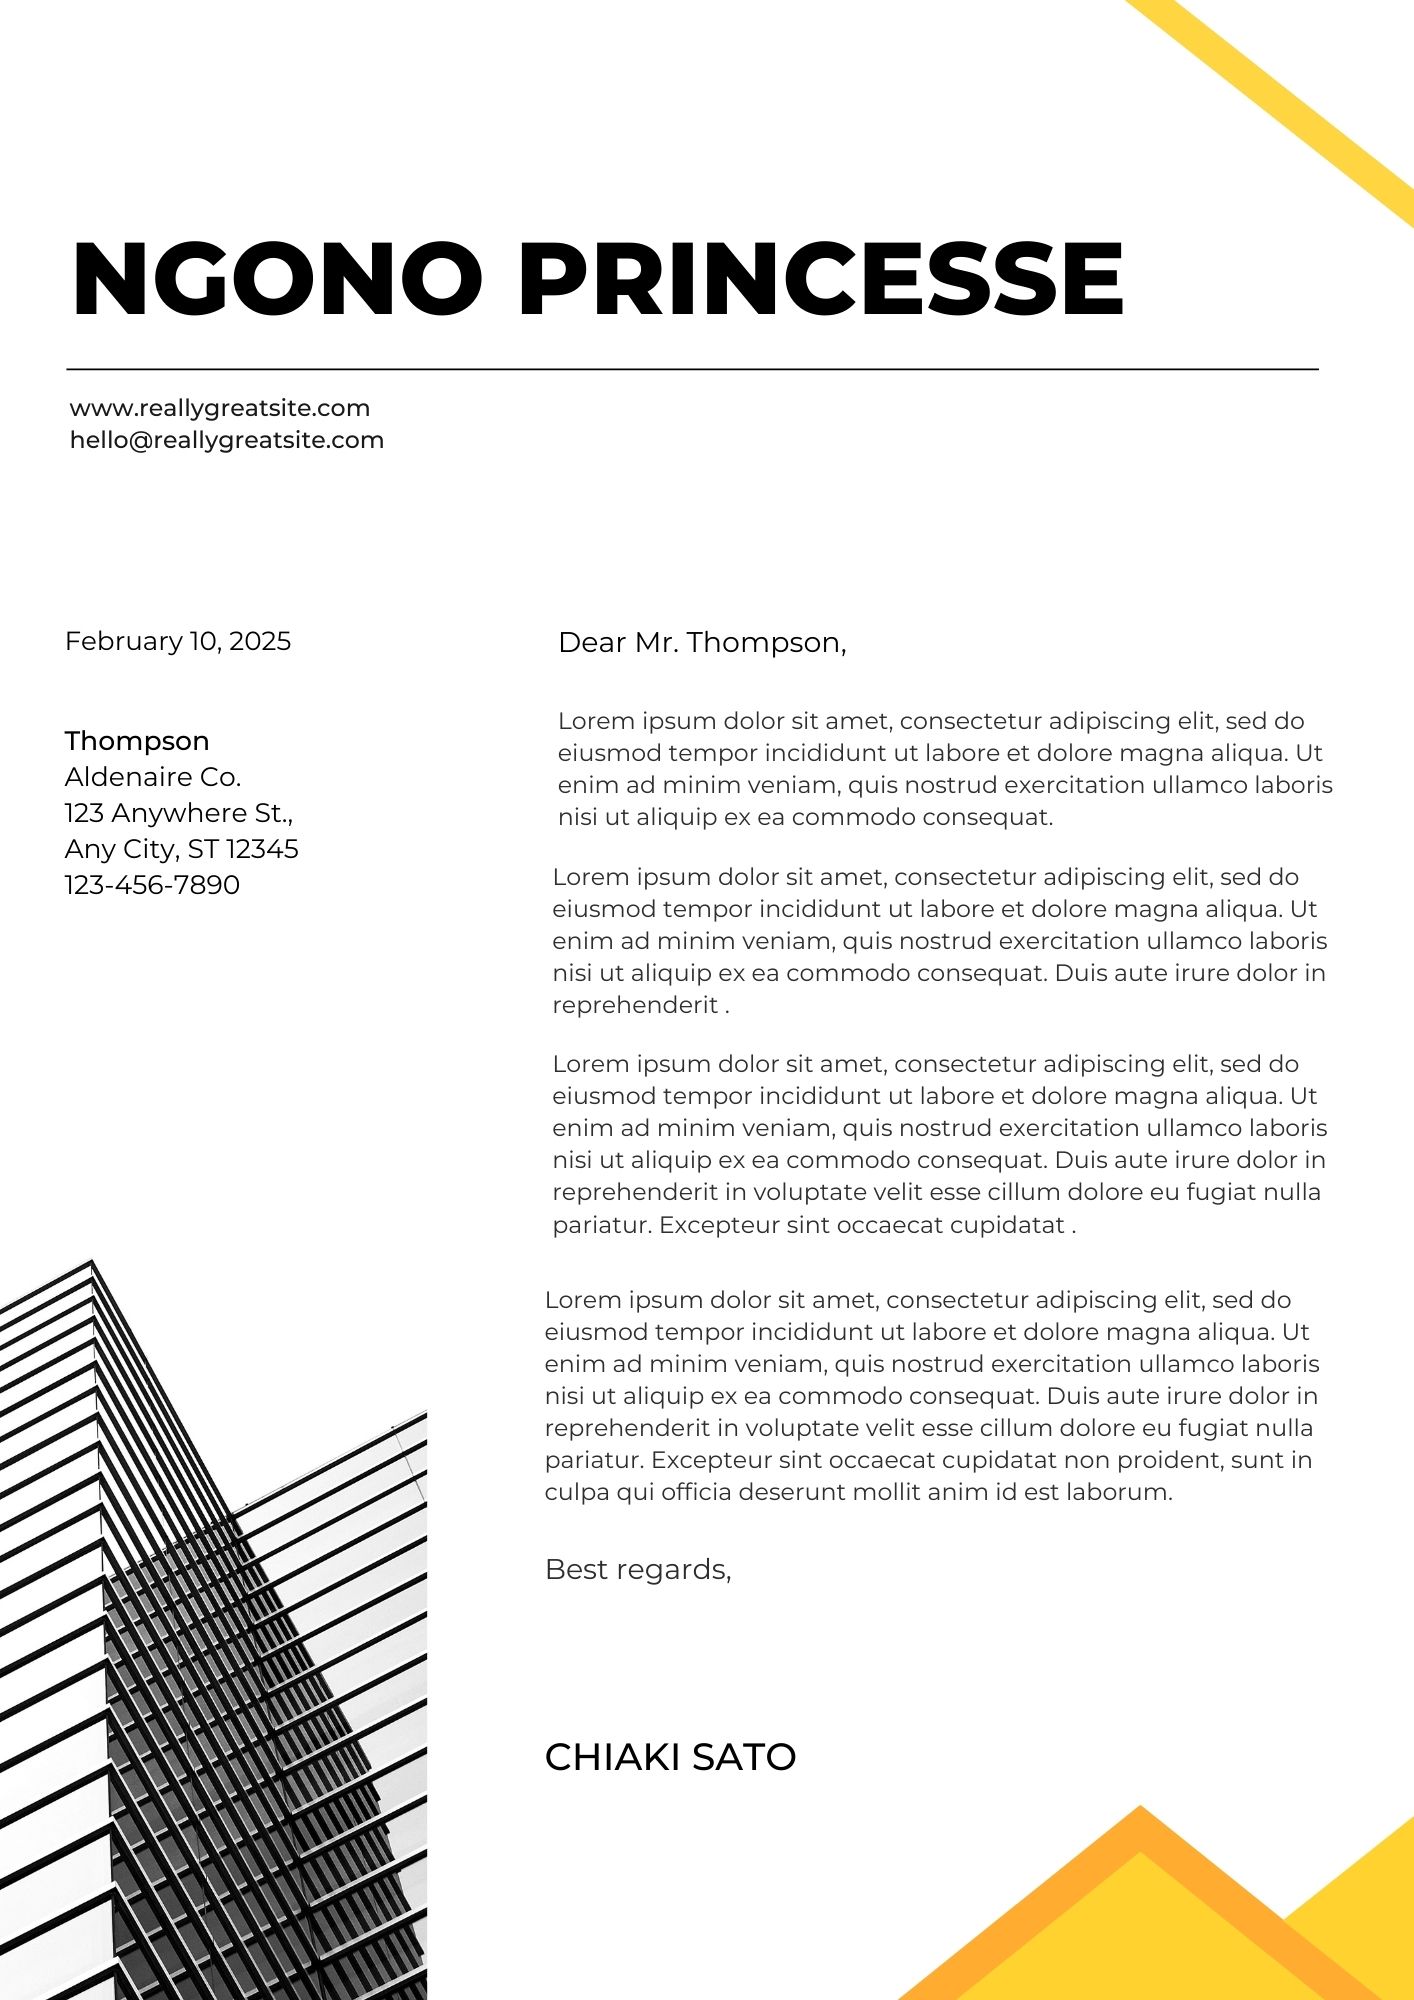 NGONO PRINCESSE
www.reallygreatsite.com
hello@reallygreatsite.com
February 10, 2025
Thompson
Aldenaire Co.
123 Anywhere St.,
Any City, ST 12345
123-456-7890
Dear Mr. Thompson,
Lorem ipsum dolor sit amet, consectetur adipiscing elit, sed do
eiusmod tempor incididunt ut labore et dolore magna aliqua. Ut
enim ad minim veniam, quis nostrud exercitation ullamco laboris
nisi ut aliquip ex ea commodo consequat.
Lorem ipsum dolor sit amet, consectetur adipiscing elit, sed do
eiusmod tempor incididunt ut labore et dolore magna aliqua. Ut
enim ad minim veniam, quis nostrud exercitation ullamco laboris
nisi ut aliquip ex ea commodo consequat. Duis aute irure dolor in
reprehenderit .
Lorem ipsum dolor sit amet, consectetur adipiscing elit, sed do
eiusmod tempor incididunt ut labore et dolore magna aliqua. Ut
enim ad minim veniam, quis nostrud exercitation ullamco laboris
nisi ut aliquip ex ea commodo consequat. Duis aute irure dolor in
reprehenderit in voluptate velit esse cillum dolore eu fugiat nulla
pariatur. Excepteur sint occaecat cupidatat .
Lorem ipsum dolor sit amet, consectetur adipiscing elit, sed do
eiusmod tempor incididunt ut labore et dolore magna aliqua. Ut
enim ad minim veniam, quis nostrud exercitation ullamco laboris
nisi ut aliquip ex ea commodo consequat. Duis aute irure dolor in
reprehenderit in voluptate velit esse cillum dolore eu fugiat nulla
pariatur. Excepteur sint occaecat cupidatat non proident, sunt in
culpa qui officia deserunt mollit anim id est laborum.
Best regards,
CHIAKI SATO